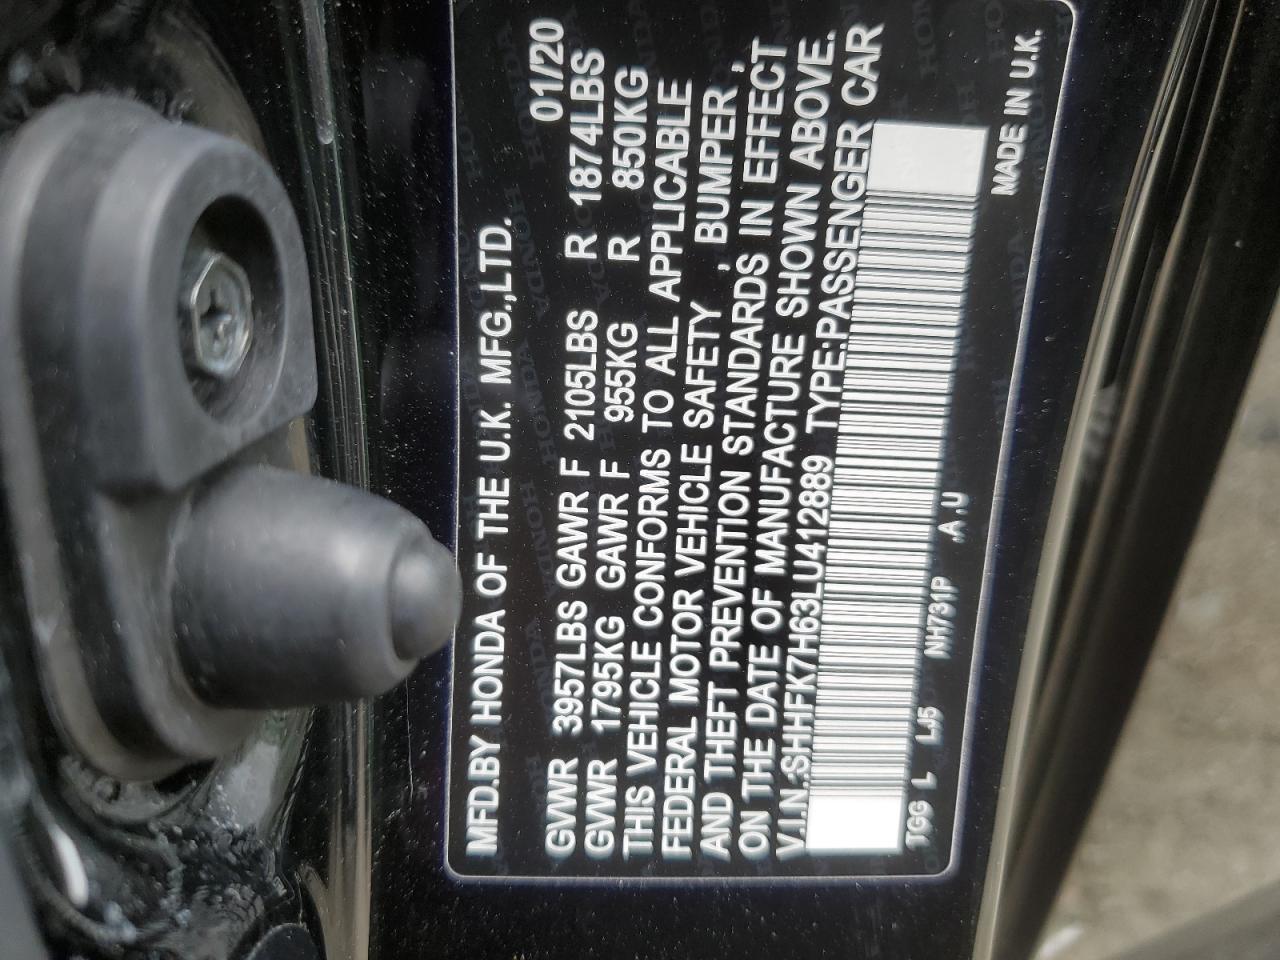 MFD.BY HONDA OF THE U.K. MFG.,LTD. 01/20
GVWR 3957LBS GAWR F 2105LBS R 1874LBS
GVWR 1795KG GAWR F 955KG R 850KG
THIS VEHICLE CONFORMS TO ALL APPLICABLE
FEDERAL MOTOR VEHICLE SAFETY , BUMPER ,
AND THEFT PREVENTION STANDARDS IN EFFECT
ON THE DATE OF MANUFACTURE SHOWN ABOVE.
V.I.N.:SHHFK7H63LU412889 TYPE:PASSENGER CAR
TGG L LJ5 NH731P .A.U MADE IN U.K.